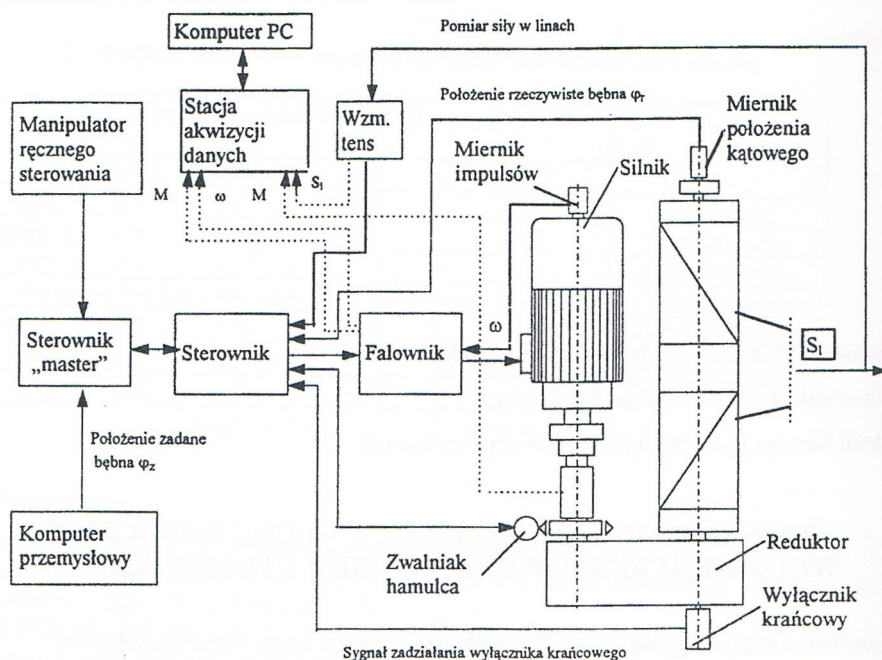 Komputer PC
Pomiar siły w linach
Manipulator
ręcznego
sterowania
Stacja
akwizycji
danych
Wzm.
tens
Położenie rzeczywiste bębna φr
Miernik
położenia
kątowego
Miernik
impulsów
Silnik
M
ω
M
S₁
Sterownik
„master”
Sterownik
Falownik
ω
S₁
Położenie zadane
bębna φz
Komputer
przemysłowy
Zwalniak
hamulca
Reduktor
Wyłącznik
krańcowy
Sygnał zadziałania wyłącznika krańcowego